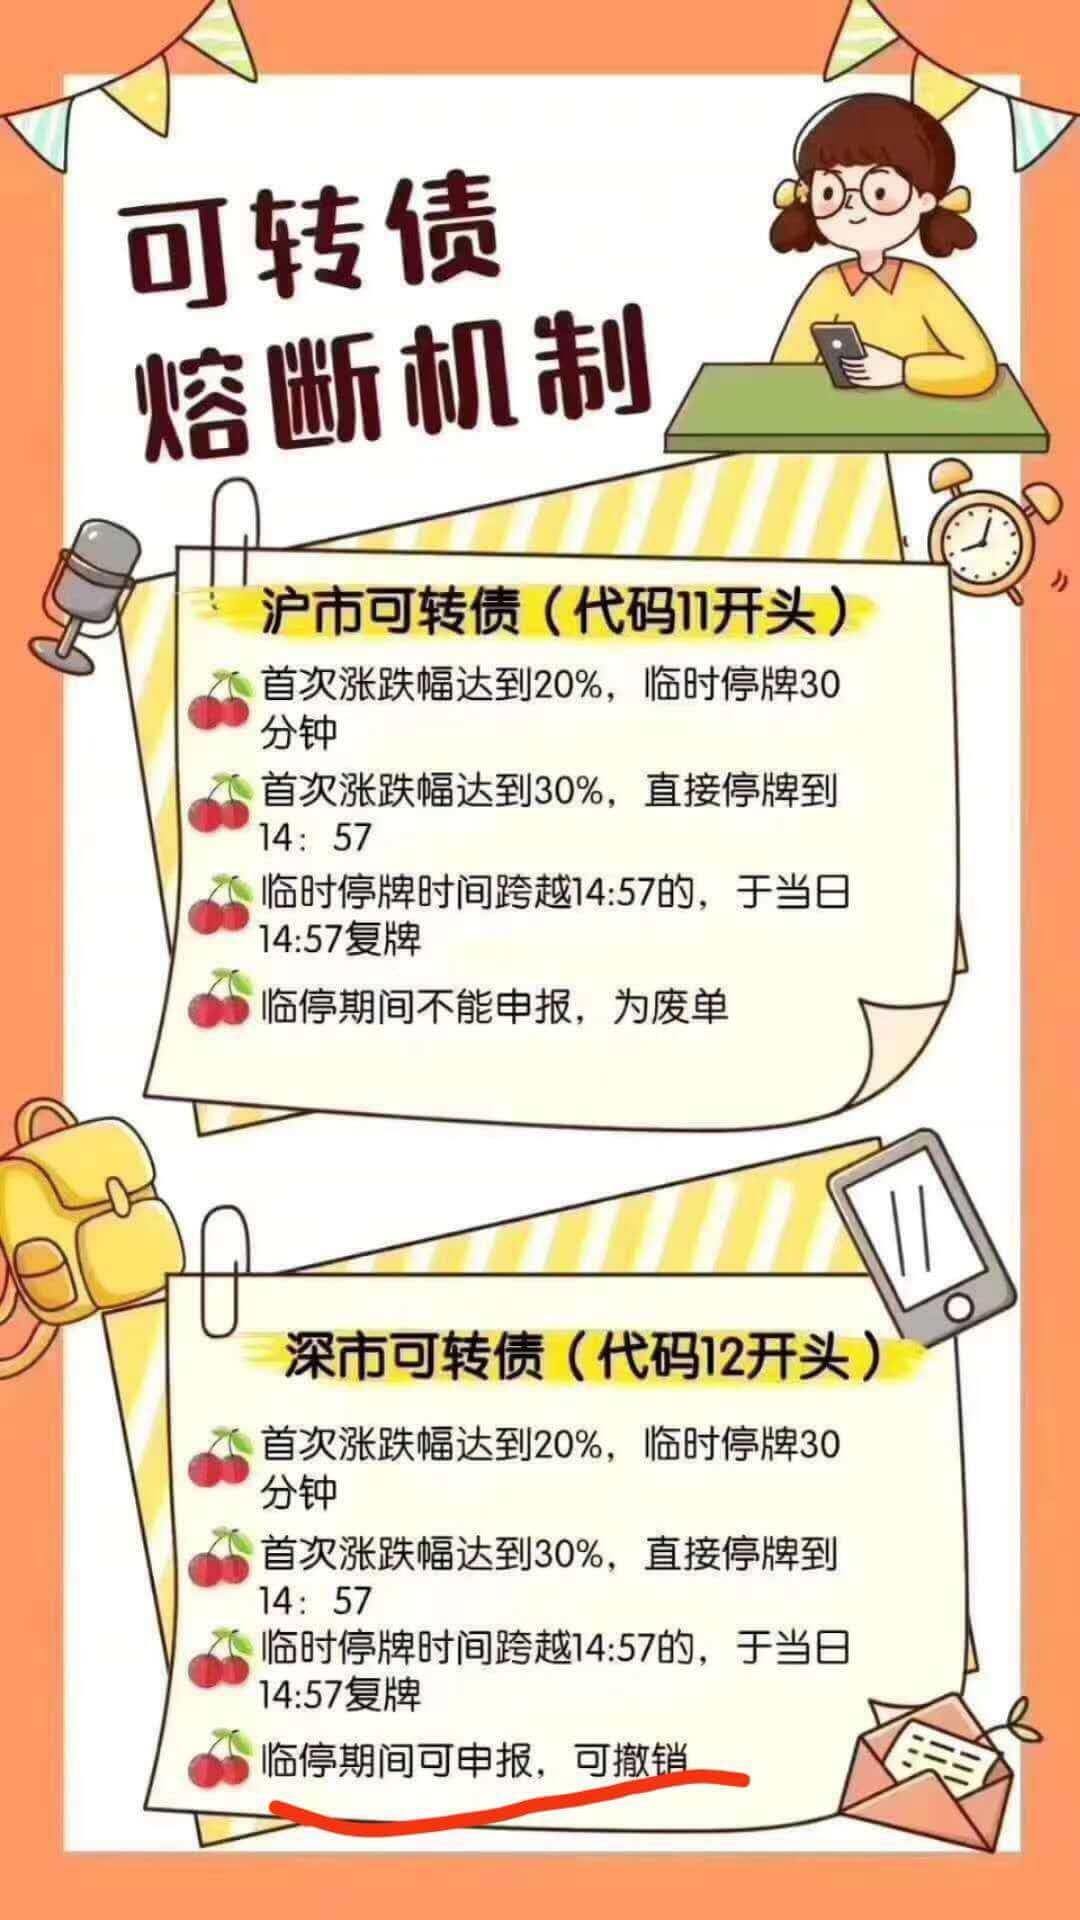 可转债
熔断机制
沪市可转债（代码11开头）
首次涨跌幅达到20%，临时停牌30
分钟
首次涨跌幅达到30%，直接停牌到
14：57
临时停牌时间跨越14:57的，于当日
14:57复牌
临停期间不能申报，为废单
深市可转债（代码12开头）
首次涨跌幅达到20%，临时停牌30
分钟
首次涨跌幅达到30%，直接停牌到
14：57
临时停牌时间跨越14:57的，于当日
14:57复牌
临停期间可申报，可撤销